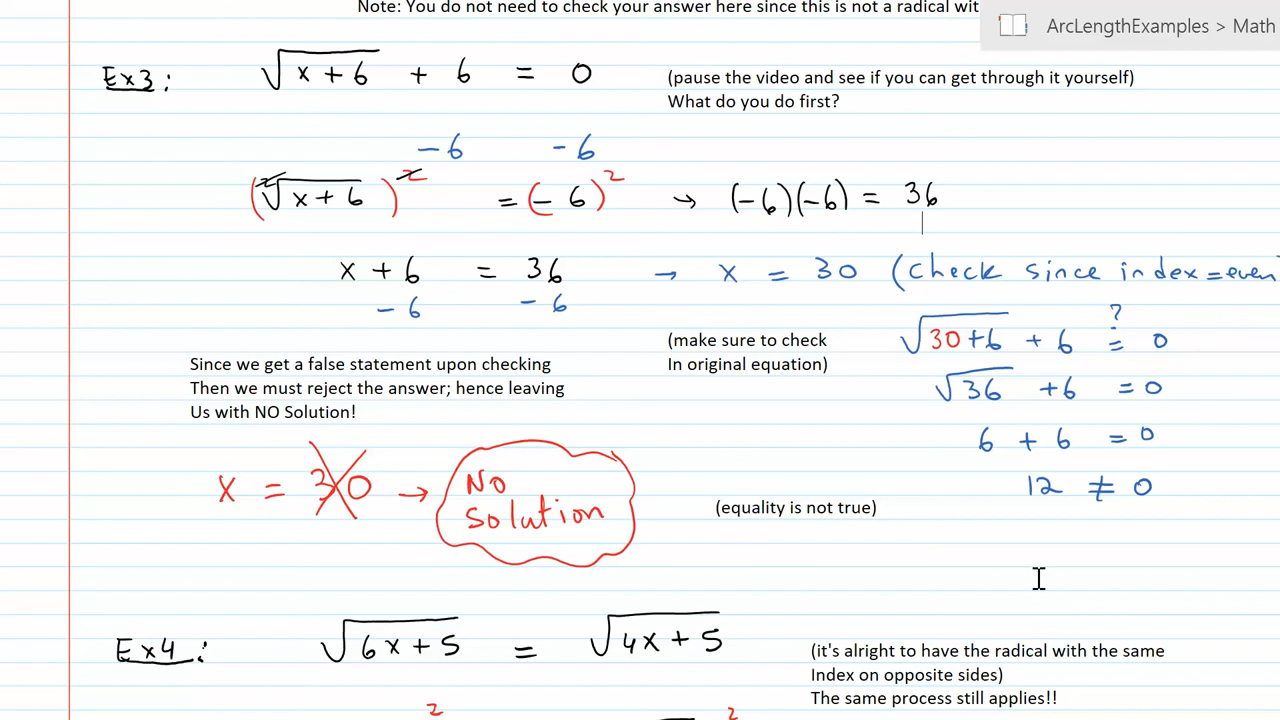 Note: You do not need to check your answer here since this is not a radical wit
ArcLengthExamples > Math
Ex3: √(x + 6) + 6 = 0
(pause the video and see if you can get through it yourself)
What do you do first?
-6 -6
(²√(x + 6))² = (-6)² → (-6)(-6) = 36
x + 6 = 36 → x = 30 (check since index = even
-6 -6
(make sure to check
In original equation)
√(30+6) + 6 ?= 0
Since we get a false statement upon checking
Then we must reject the answer; hence leaving
Us with NO Solution!
√36 + 6 = 0
6 + 6 = 0
x = 30 → No Solution
12 ≠ 0
(equality is not true)
Ex4: √(6x + 5) = √(4x + 5)
(it's alright to have the radical with the same
Index on opposite sides)
The same process still applies!!
2 2